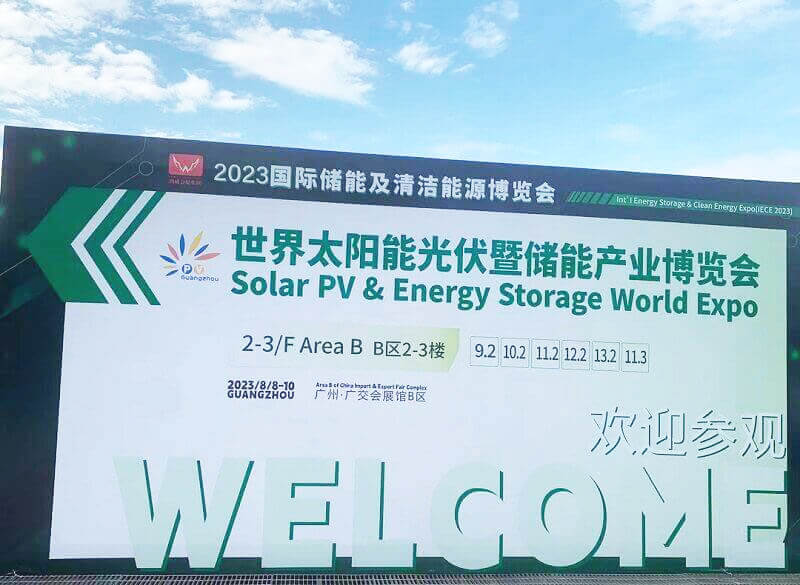 2023国际储能及清洁能源博览会
Int'l Energy Storage & Clean Energy Expo(IECE 2023)
世界太阳能光伏暨储能产业博览会
PV
Guangzhou
Solar PV & Energy Storage World Expo
2-3/F Area B B区2-3楼
9.2 10.2 11.2 12.2 13.2 11.3
2023/8/8-10
GUANGZHOU
Area B of China Import & Export Fair Complex
广州·广交会展馆B区
欢迎参观
WELCOME